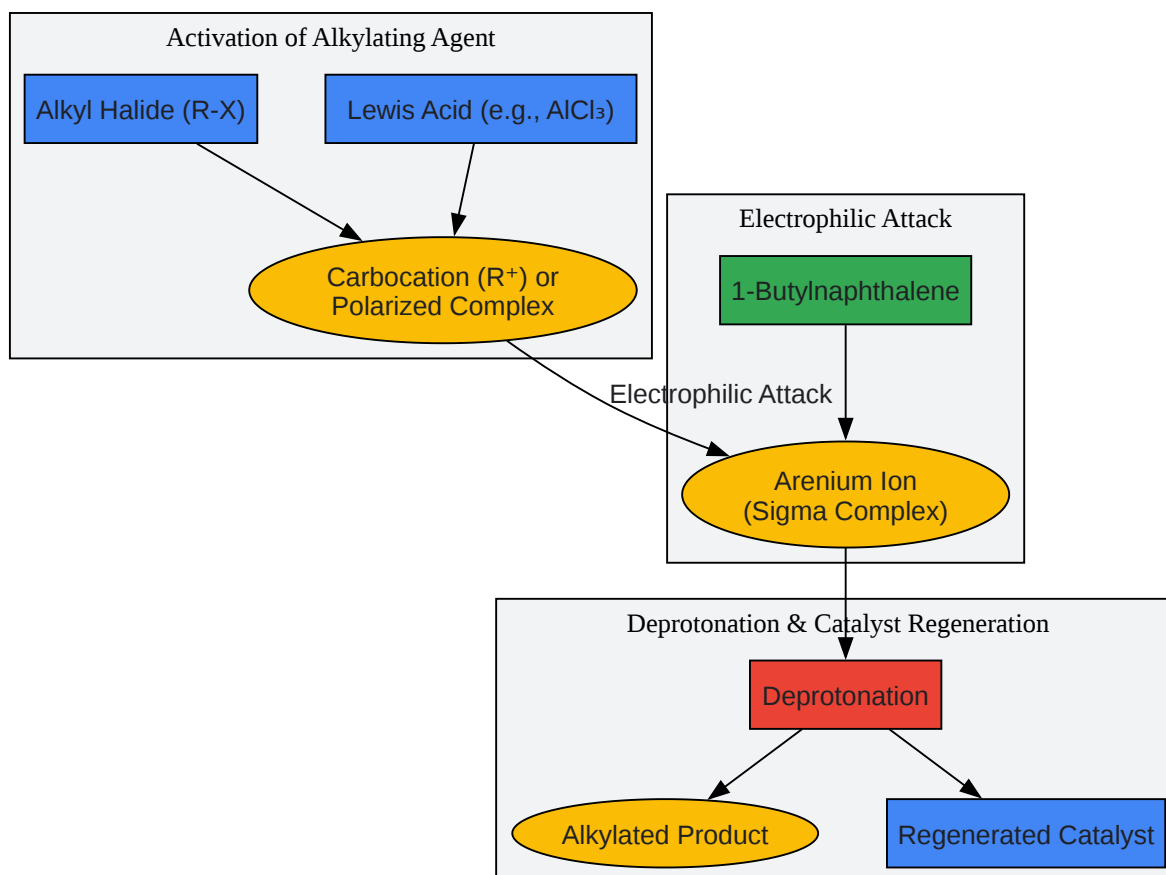 Activation of Alkylating Agent
Alkyl Halide (R-X)
Lewis Acid (e.g., AlCl₃)
Carbocation (R⁺) or
Polarized Complex
Electrophilic Attack
Electrophilic Attack
1-Butylnaphthalene
Arenium Ion
(Sigma Complex)
Deprotonation & Catalyst Regeneration
Deprotonation
Alkylated Product
Regenerated Catalyst